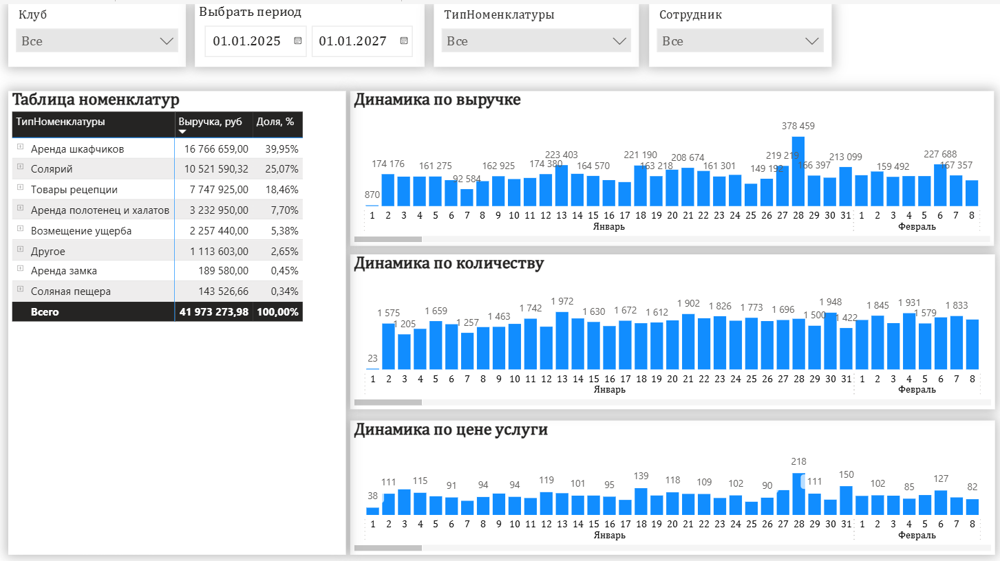 Клуб
Все
Выбрать период
01.01.2025 01.01.2027
ТипНоменклатуры
Все
Сотрудник
Все
Таблица номенклатур
ТипНоменклатуры Выручка, руб Доля, %
Аренда шкафчиков 16 766 659,00 39,95%
Солярий 10 521 590,32 25,07%
Товары рецепции 7 747 925,00 18,46%
Аренда полотенец и халатов 3 232 950,00 7,70%
Возмещение ущерба 2 257 440,00 5,38%
Другое 1 113 603,00 2,65%
Аренда замка 189 580,00 0,45%
Соляная пещера 143 526,66 0,34%
Всего 41 973 273,98 100,00%
Динамика по выручке
870 174 176 161 275 92 584 162 925 174 380 223 403 164 570 221 190 163 218 208 674 161 301 149 192 219 219 378 459 166 397 213 099 159 492 227 688 167 357
1 2 3 4 5 6 7 8 9 10 11 12 13 14 15 16 17 18 19 20 21 22 23 24 25 26 27 28 29 30 31 1 2 3 4 5 6 7 8
Январь Февраль
Динамика по количеству
23 1 575 1 205 1 659 1 257 1 463 1 742 1 972 1 630 1 672 1 612 1 902 1 826 1 773 1 696 1 500 1 948 1 422 1 845 1 931 1 579 1 833
1 2 3 4 5 6 7 8 9 10 11 12 13 14 15 16 17 18 19 20 21 22 23 24 25 26 27 28 29 30 31 1 2 3 4 5 6 7 8
Январь Февраль
Динамика по цене услуги
38 111 115 91 94 94 119 101 95 139 118 109 102 90 218 111 150 102 85 127 82
1 2 3 4 5 6 7 8 9 10 11 12 13 14 15 16 17 18 19 20 21 22 23 24 25 26 27 28 29 30 31 1 2 3 4 5 6 7 8
Январь Февраль